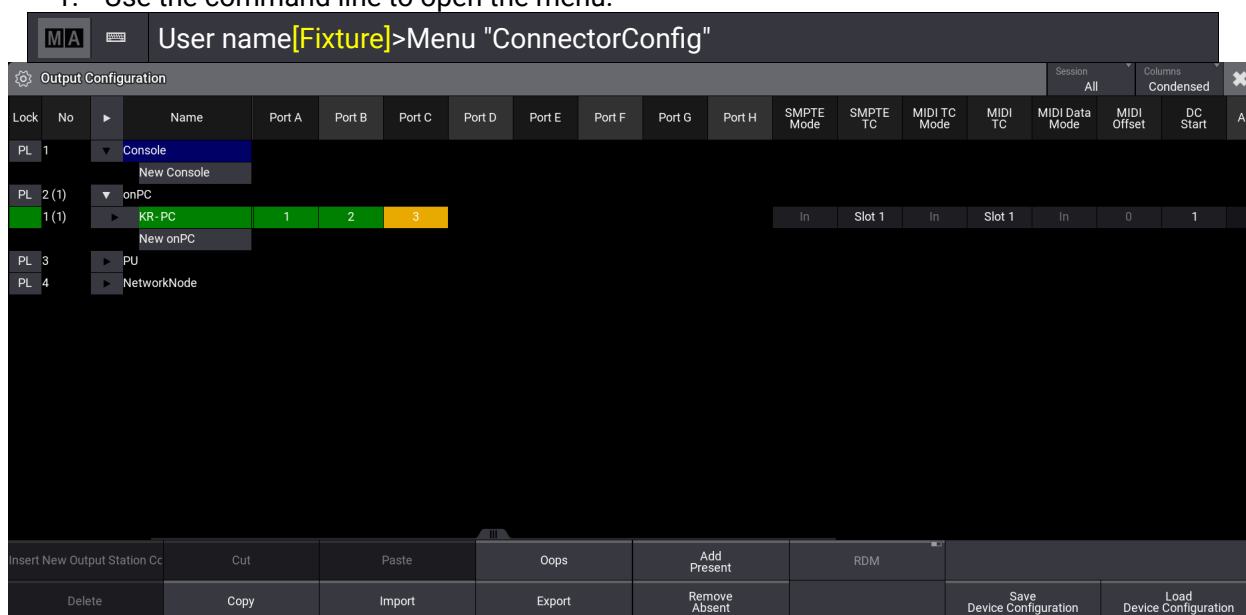 1. Use the command line to open the menu:
MA User name[Fixture]>Menu "ConnectorConfig"
Output Configuration
Session
All
Columns
Condensed
Lock No Name Port A Port B Port C Port D Port E Port F Port G Port H SMPTE Mode SMPTE TC MIDI TC Mode MIDI TC MIDI Data Mode MIDI Offset DC Start A
PL 1 Console
New Console
PL 2 (1) onPC
1 (1) KR-PC 1 2 3 In Slot 1 In Slot 1 In 0 1
New onPC
PL 3 PU
PL 4 NetworkNode
Insert New Output Station Co Cut Paste Oops Add Present RDM
Delete Copy Import Export Remove Absent Save Device Configuration Load Device Configuration